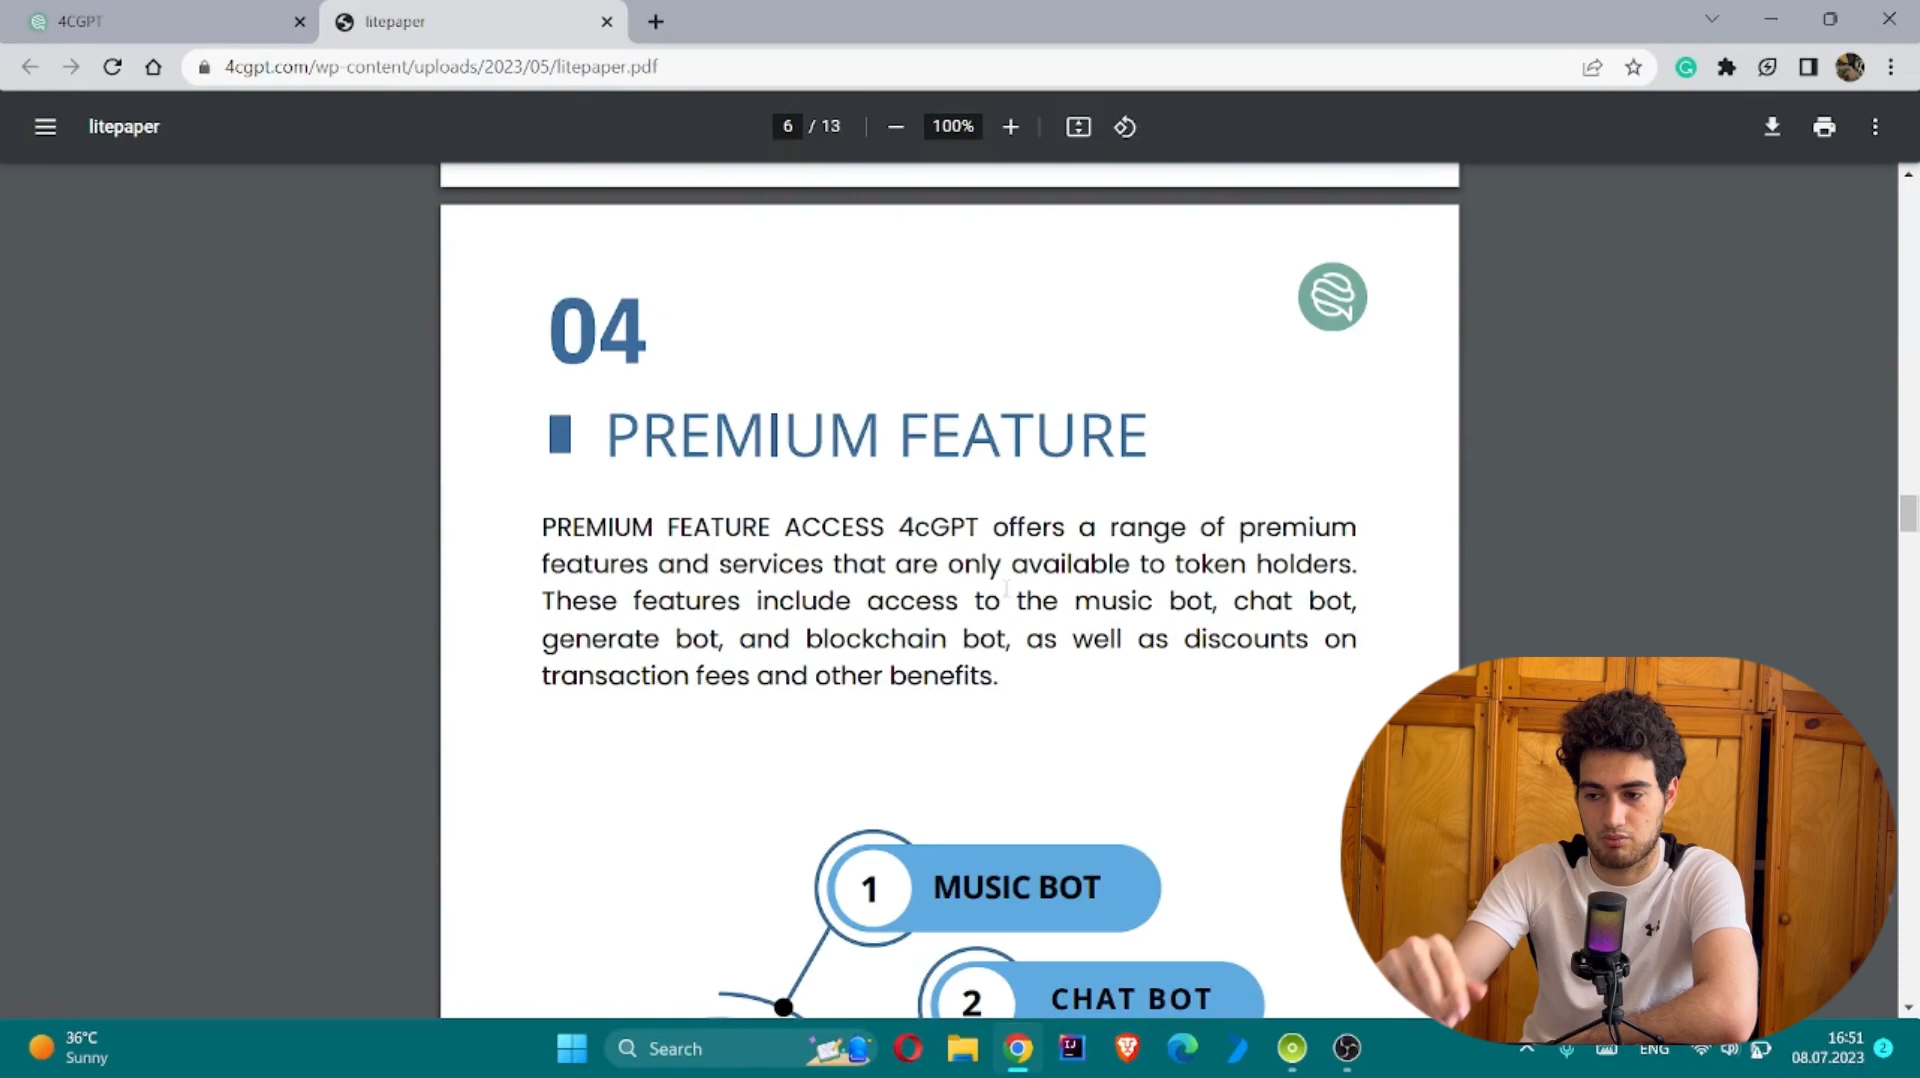 4CGPT
litepaper
4cgpt.com/wp-content/uploads/2023/05/litepaper.pdf
litepaper
6 / 13
100%
04
PREMIUM FEATURE
PREMIUM FEATURE ACCESS 4cGPT offers a range of premium
features and services that are only available to token holders.
These features include access to the music bot, chat bot,
generate bot, and blockchain bot, as well as discounts on
transaction fees and other benefits.
1 MUSIC BOT
2 CHAT BOT
36°C
Sunny
Search
ENG
16:51
08.07.2023
2